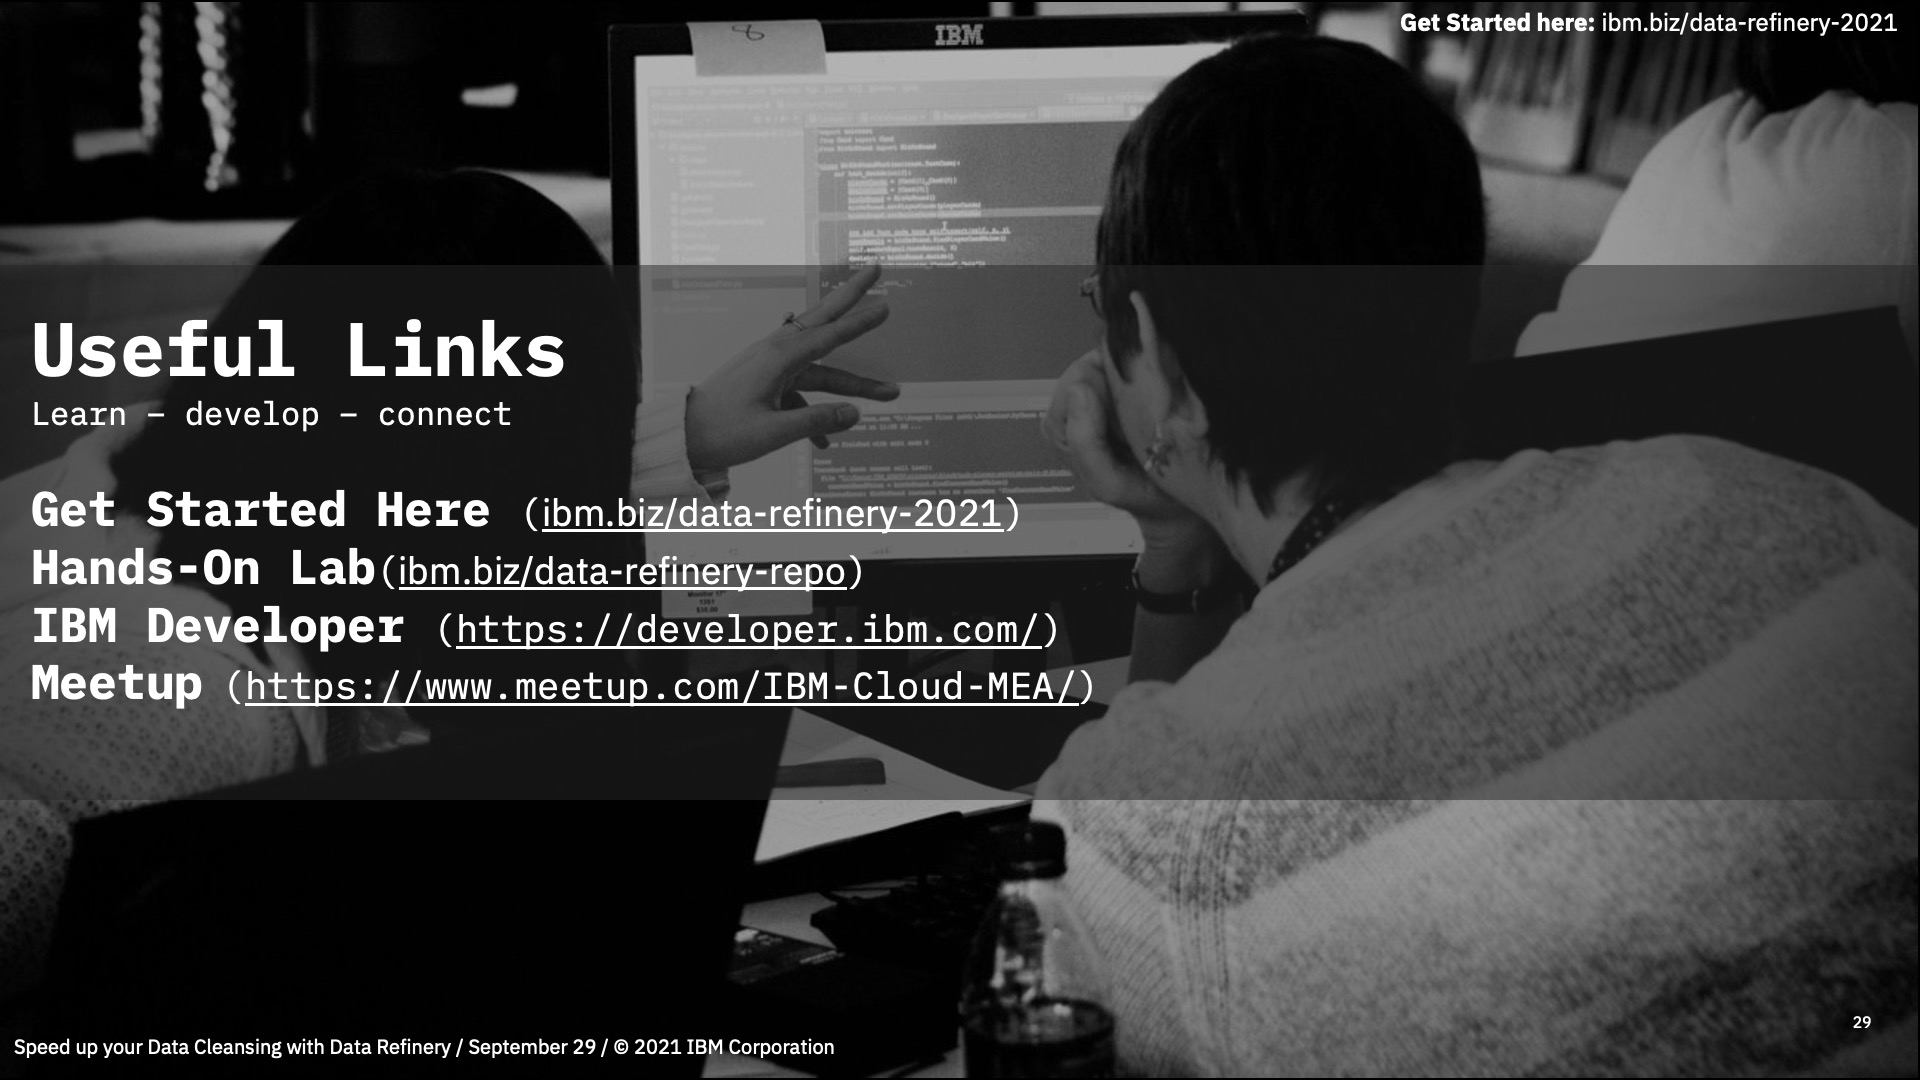 Get Started here: ibm.biz/data-refinery-2021
IBM
Useful Links
Learn – develop – connect
Get Started Here (ibm.biz/data-refinery-2021)
Hands-On Lab(ibm.biz/data-refinery-repo)
IBM Developer (https://developer.ibm.com/)
Meetup (https://www.meetup.com/IBM-Cloud-MEA/)
29
Speed up your Data Cleansing with Data Refinery / September 29 / © 2021 IBM Corporation